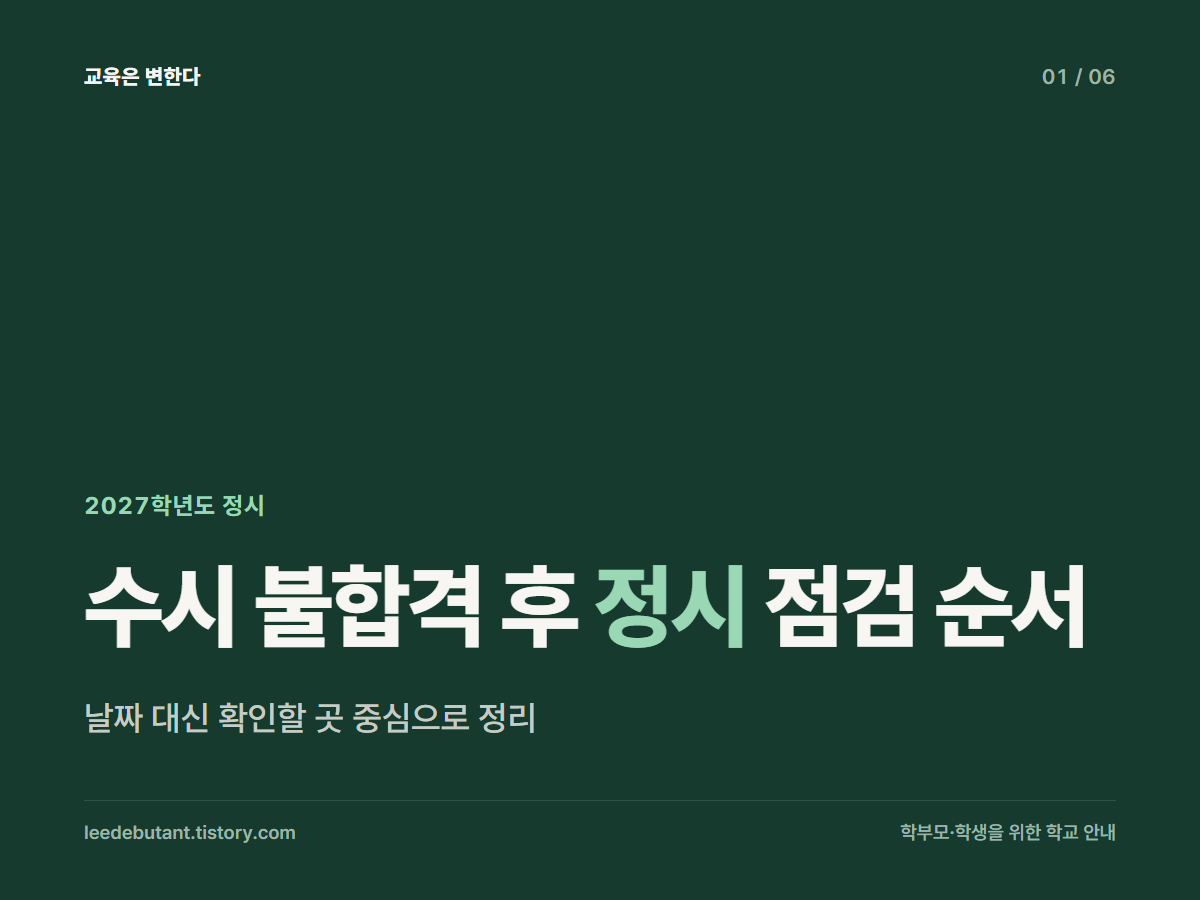 교육은 변한다
01 / 06
2027학년도 정시
수시 불합격 후 정시 점검 순서
날짜 대신 확인할 곳 중심으로 정리
leedebutant.tistory.com
학부모·학생을 위한 학교 안내